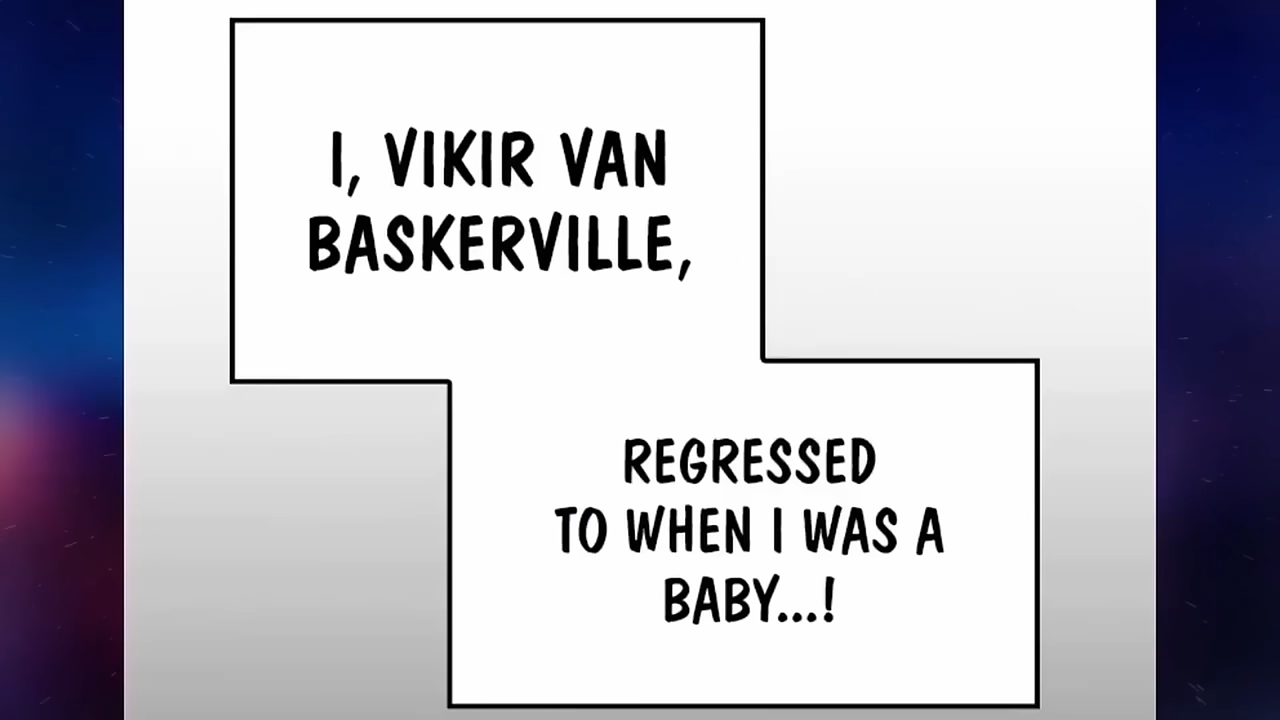 I, VIKIR VAN
BASKERVILLE,
REGRESSED
TO WHEN I WAS A
BABY...!